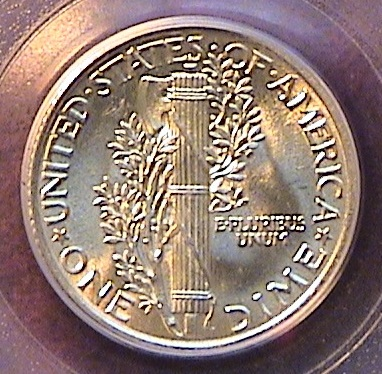 UNITED·STATES·OF·AMERICA
E·PLURIBUS
UNUM
ONE DIME